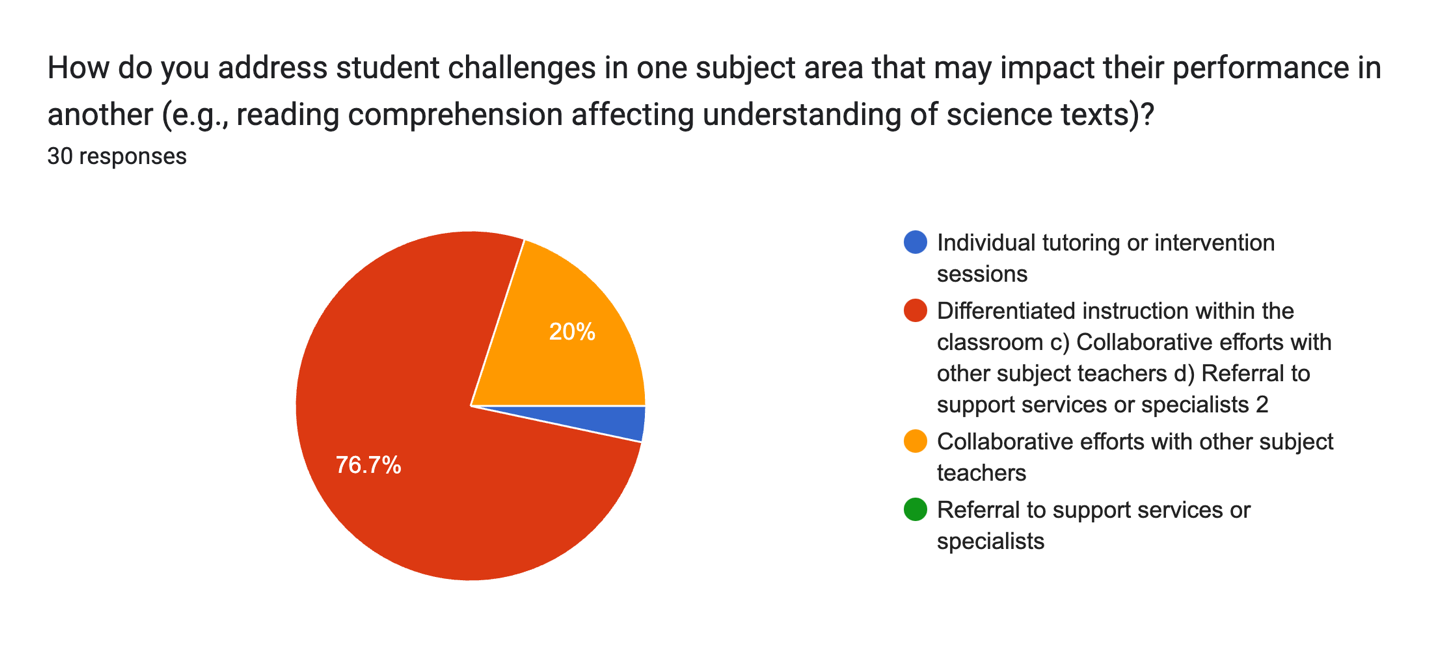 How do you address student challenges in one subject area that may impact their performance in
another (e.g., reading comprehension affecting understanding of science texts)?
30 responses
20%
76.7%
Individual tutoring or intervention
sessions
Differentiated instruction within the
classroom c) Collaborative efforts with
other subject teachers d) Referral to
support services or specialists 2
Collaborative efforts with other subject
teachers
Referral to support services or
specialists